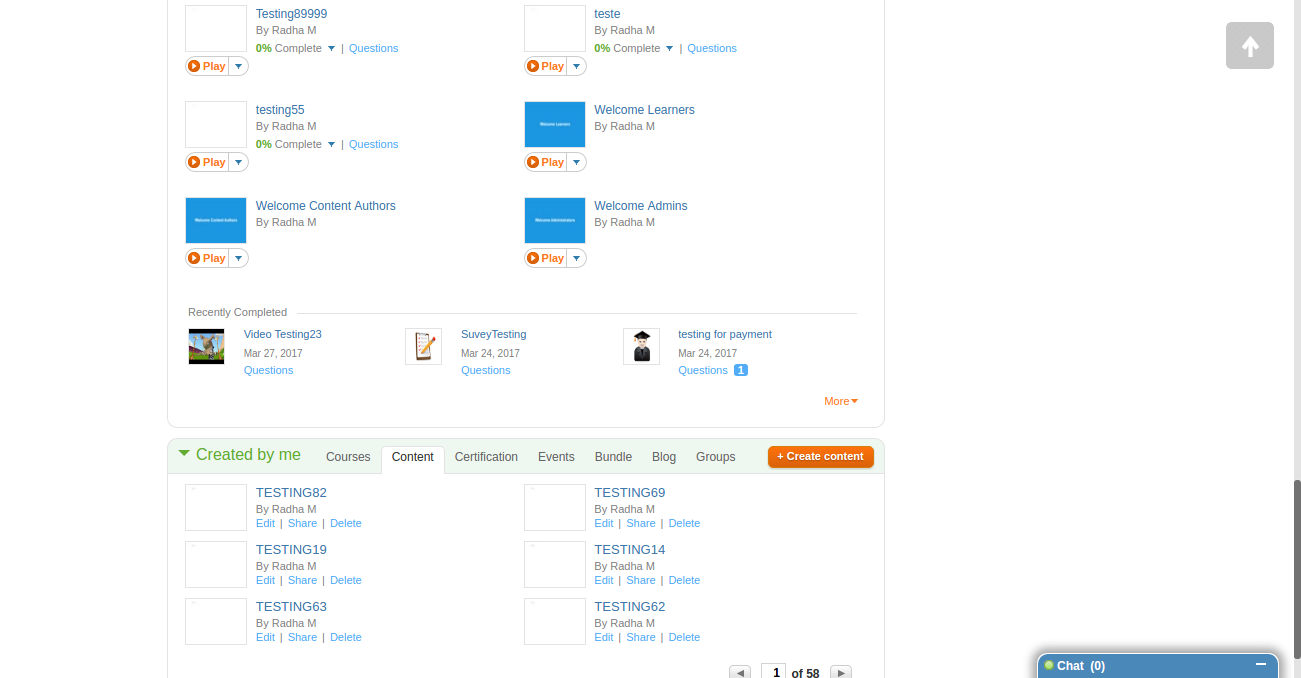 Testing89999
By Radha M
0% Complete | Questions
Play
teste
By Radha M
0% Complete | Questions
Play
testing55
By Radha M
0% Complete | Questions
Play
Welcome Learners
Welcome Learners
By Radha M
Play
Welcome Content Authors
Welcome Content Authors
By Radha M
Play
Welcome Administrators
Welcome Admins
By Radha M
Play
Recently Completed
Video Testing23
Mar 27, 2017
Questions
SuveyTesting
Mar 24, 2017
Questions
testing for payment
Mar 24, 2017
Questions 1
More
Created by me Courses Content Certification Events Bundle Blog Groups + Create content
TESTING82
By Radha M
Edit | Share | Delete
TESTING69
By Radha M
Edit | Share | Delete
TESTING19
By Radha M
Edit | Share | Delete
TESTING14
By Radha M
Edit | Share | Delete
TESTING63
By Radha M
Edit | Share | Delete
TESTING62
By Radha M
Edit | Share | Delete
1 of 58
Chat (0)